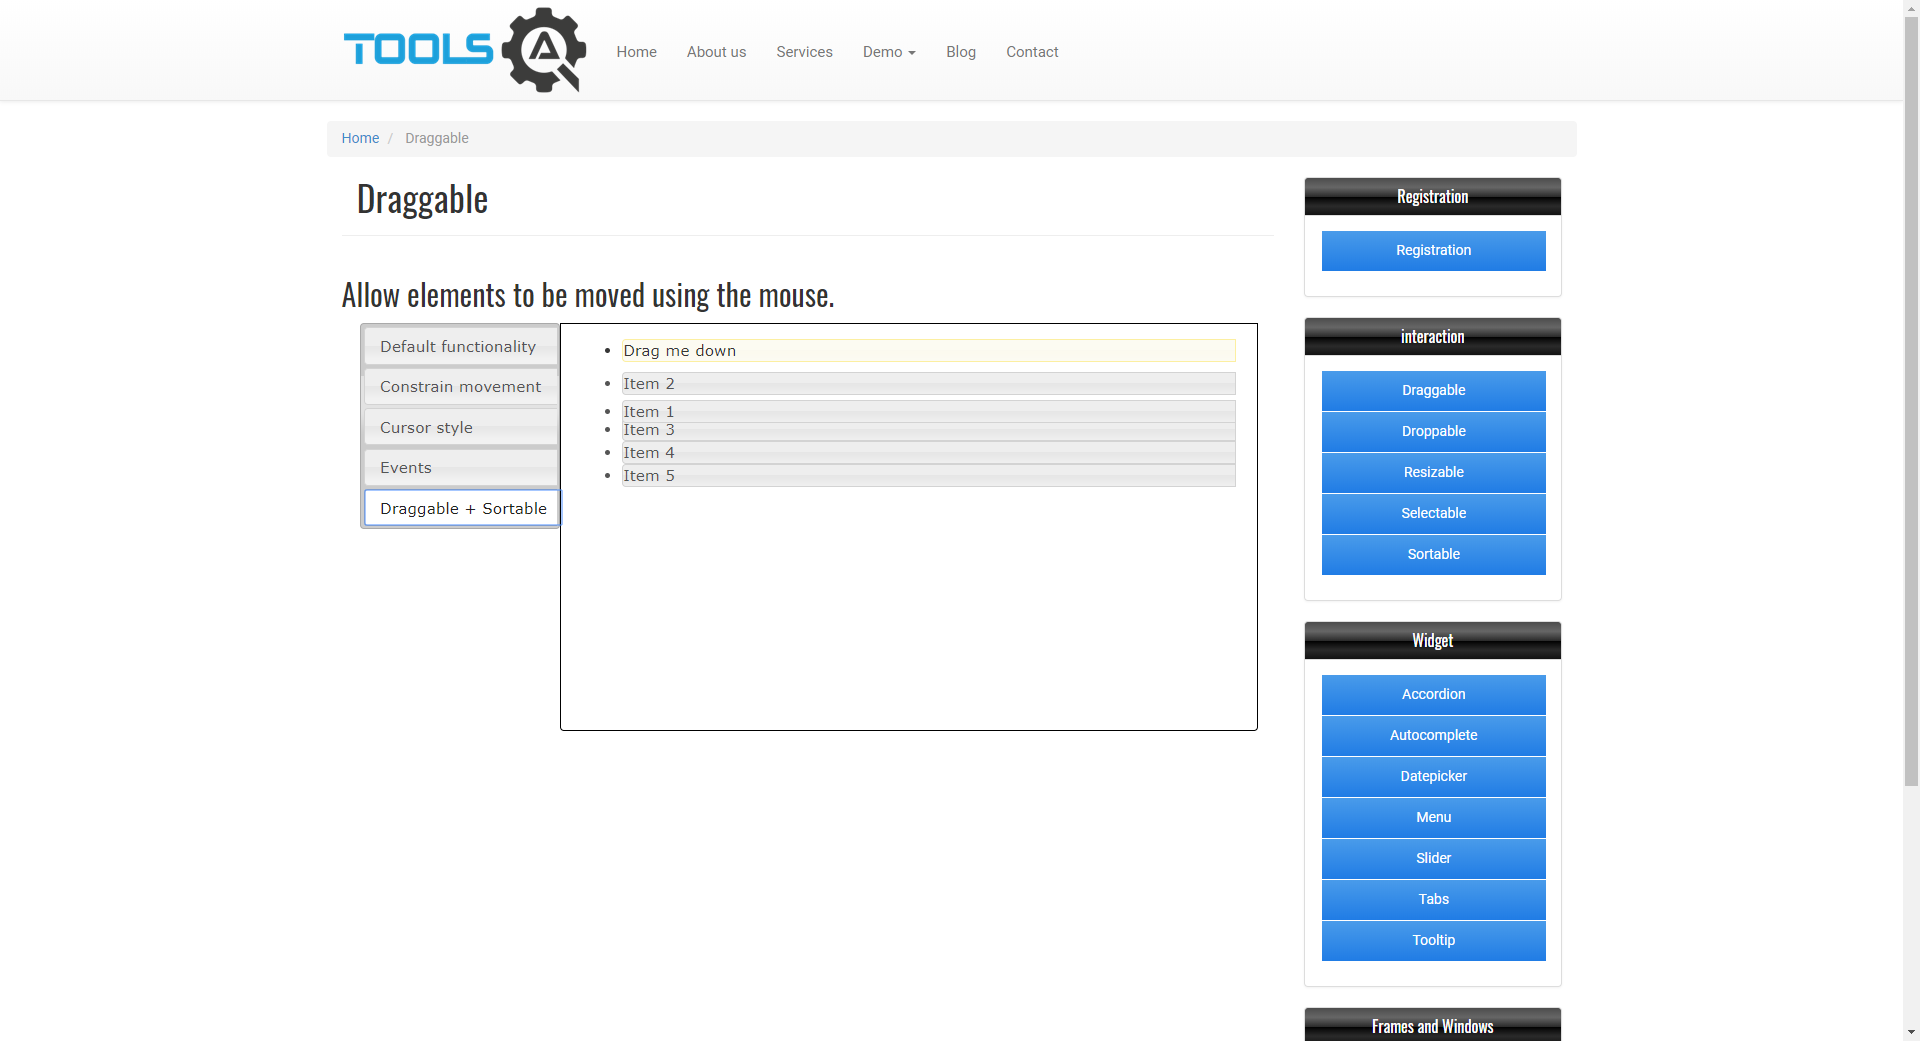 TOOLS QA
Home About us Services Demo Blog Contact
Home / Draggable
Draggable
Allow elements to be moved using the mouse.
Default functionality
Constrain movement
Cursor style
Events
Draggable + Sortable
Drag me down
Item 2
Item 1
Item 3
Item 4
Item 5
Registration
Registration
interaction
Draggable
Droppable
Resizable
Selectable
Sortable
Widget
Accordion
Autocomplete
Datepicker
Menu
Slider
Tabs
Tooltip
Frames and Windows